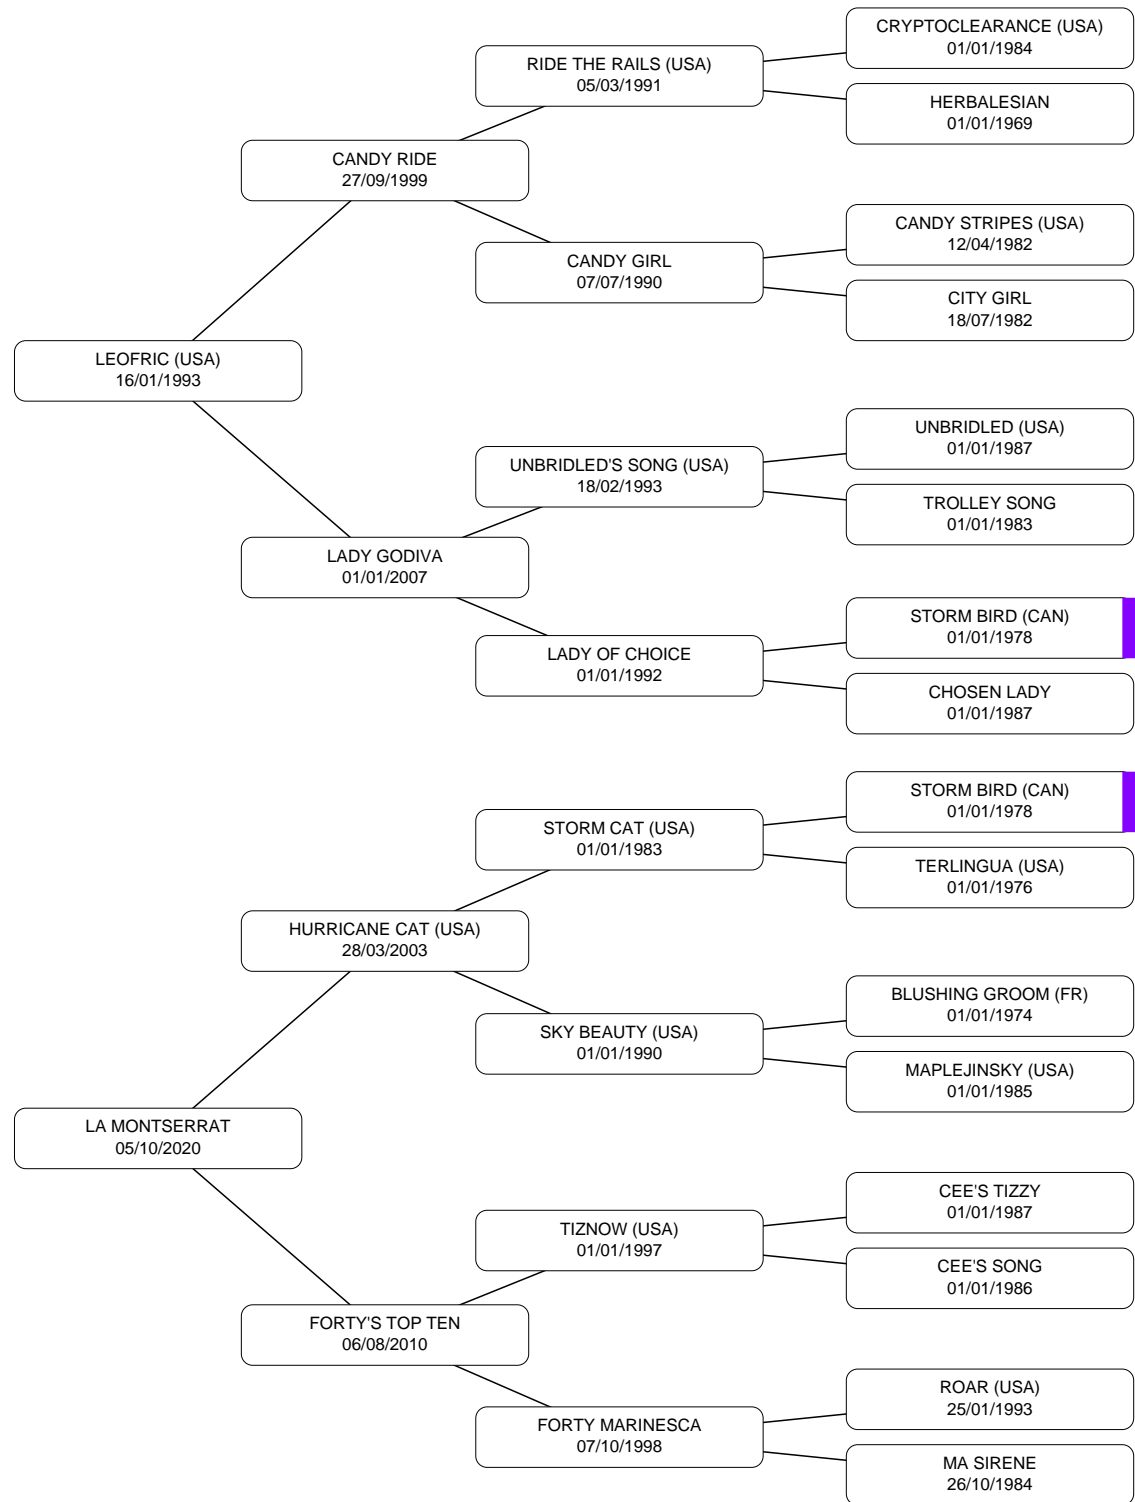 CRYPTOCLEARANCE (USA)
01/01/1984
RIDE THE RAILS (USA)
05/03/1991
HERBALESIAN
01/01/1969
CANDY RIDE
27/09/1999
CANDY STRIPES (USA)
12/04/1982
CANDY GIRL
07/07/1990
CITY GIRL
18/07/1982
LEOFRIC (USA)
16/01/1993
UNBRIDLED (USA)
01/01/1987
UNBRIDLED'S SONG (USA)
18/02/1993
TROLLEY SONG
01/01/1983
LADY GODIVA
01/01/2007
STORM BIRD (CAN)
01/01/1978
LADY OF CHOICE
01/01/1992
CHOSEN LADY
01/01/1987
STORM BIRD (CAN)
01/01/1978
STORM CAT (USA)
01/01/1983
TERLINGUA (USA)
01/01/1976
HURRICANE CAT (USA)
28/03/2003
BLUSHING GROOM (FR)
01/01/1974
SKY BEAUTY (USA)
01/01/1990
MAPLEJINSKY (USA)
01/01/1985
LA MONTSERRAT
05/10/2020
CEE'S TIZZY
01/01/1987
TIZNOW (USA)
01/01/1997
CEE'S SONG
01/01/1986
FORTY'S TOP TEN
06/08/2010
ROAR (USA)
25/01/1993
FORTY MARINESCA
07/10/1998
MA SIRENE
26/10/1984